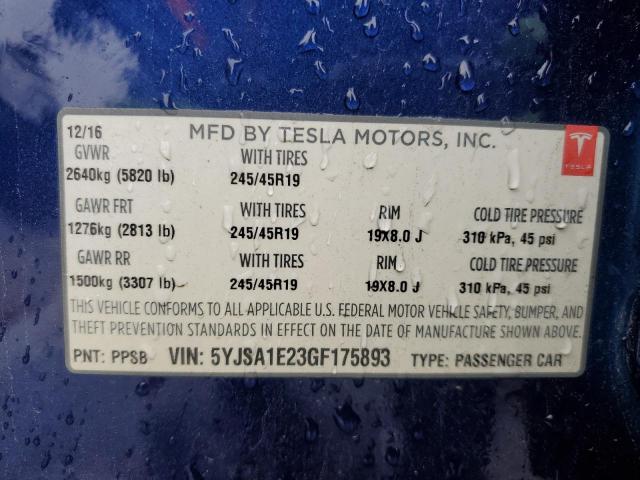 12/16 MFD BY TESLA MOTORS, INC.
GVWR WITH TIRES
2640kg (5820 lb) 245/45R19
TESLA
GAWR FRT WITH TIRES RIM COLD TIRE PRESSURE
1276kg (2813 lb) 245/45R19 19X8.0 J 310 kPa, 45 psi
GAWR RR WITH TIRES RIM COLD TIRE PRESSURE
1500kg (3307 lb) 245/45R19 19X8.0 J 310 kPa, 45 psi
THIS VEHICLE CONFORMS TO ALL APPLICABLE U.S. FEDERAL MOTOR VEHICLE SAFETY, BUMPER, AND
THEFT PREVENTION STANDARDS IN EFFECT ON THE DATE OF MANUFACTURE SHOWN ABOVE.
PNT: PPSB VIN: 5YJSA1E23GF175893 TYPE: PASSENGER CAR